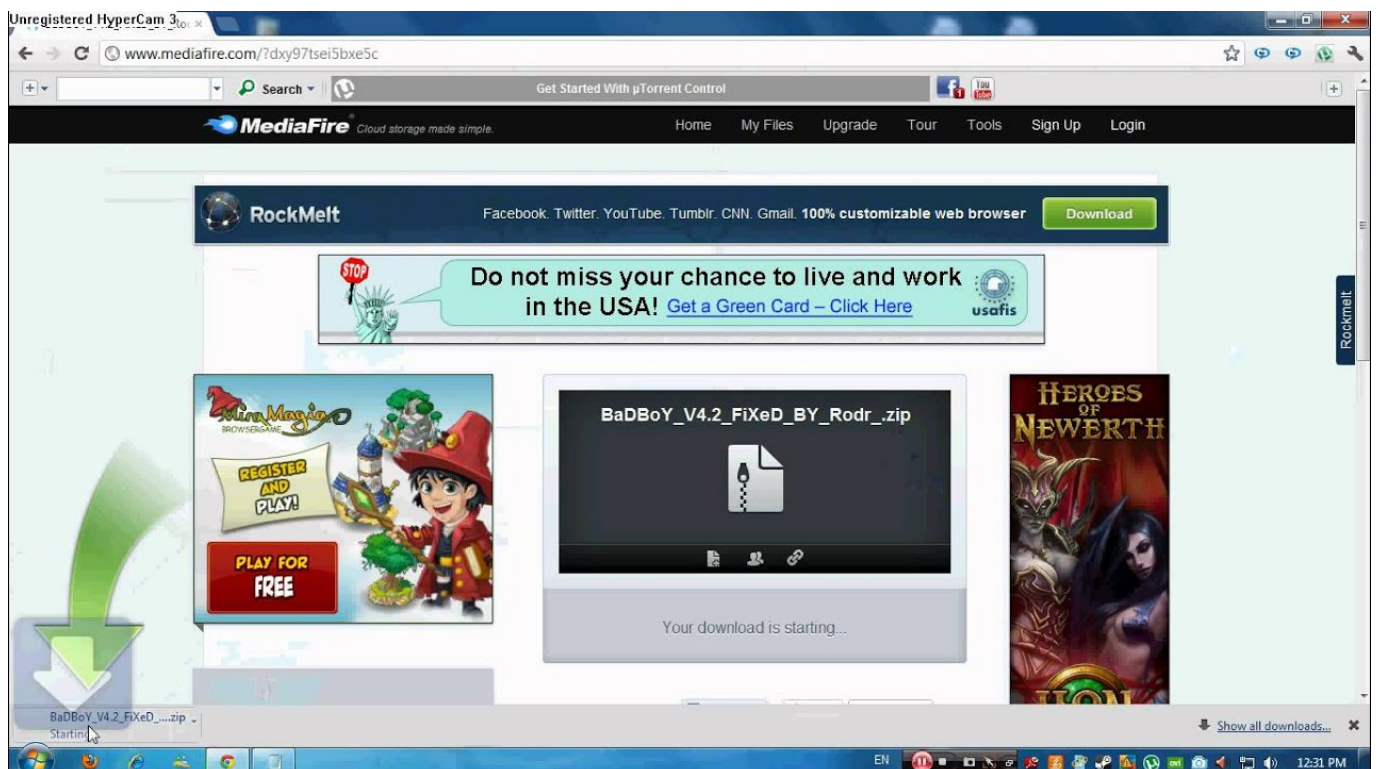 Unregistered HyperCam 3
www.mediafire.com/?dxy97tsei5bxe5c
Search
Get Started With µTorrent Control
1
You
Tube
MediaFire Cloud storage made simple.
Home My Files Upgrade Tour Tools Sign Up Login
RockMelt
Facebook. Twitter. YouTube. Tumblr. CNN. Gmail. 100% customizable web browser
Download
STOP
Do not miss your chance to live and work
in the USA! Get a Green Card – Click Here
usafis
Rockmelt
MiraMagia
BROWSERGAME
REGISTER
AND
PLAY!
PLAY FOR
FREE
BaDBoY_V4.2_FiXeD_BY_Rodr_.zip
Your download is starting...
HEROES
OF
NEWERTH
HON
BaDBoY_V4.2_FiXeD_....zip
Starting
Show all downloads...
EN
12:31 PM